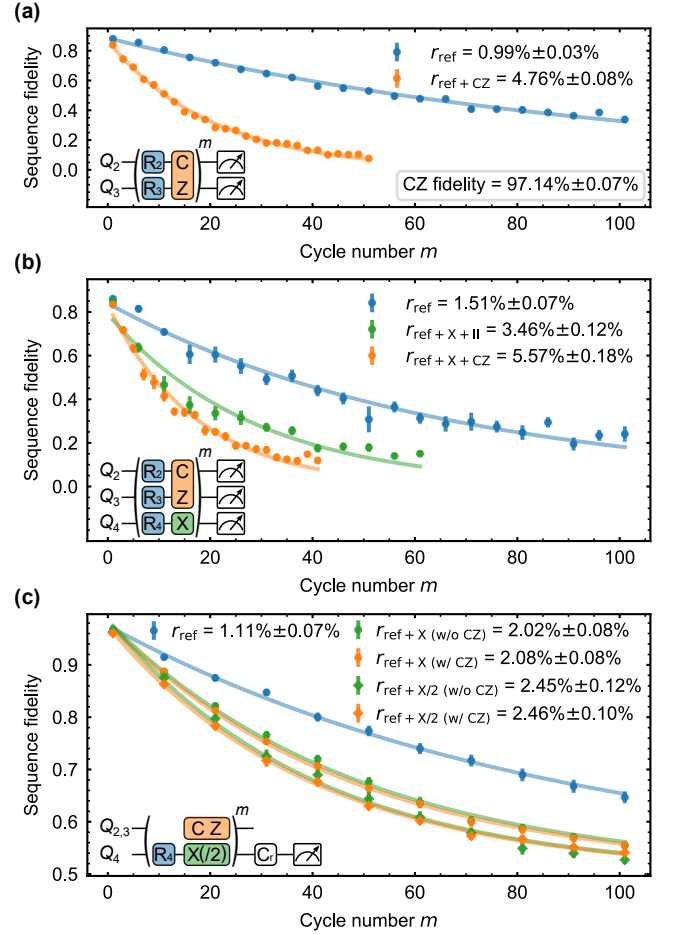 (a)
Sequence fidelity
0.8
0.6
0.4
0.2
0.0
r_ref = 0.99%±0.03%
r_ref + CZ = 4.76%±0.08%
Q₂ ( R₂ C )^m
Q₃ R₃ Z
CZ fidelity = 97.14%±0.07%
0 20 40 60 80 100
Cycle number m
(b)
Sequence fidelity
0.8
0.6
0.4
0.2
0.0
r_ref = 1.51%±0.07%
r_ref + X + II = 3.46%±0.12%
r_ref + X + CZ = 5.57%±0.18%
Q₂ ( R₂ C )^m
Q₃ R₃ Z
Q₄ R₄ X
0 20 40 60 80 100
Cycle number m
(c)
Sequence fidelity
0.9
0.8
0.7
0.6
0.5
r_ref = 1.11%±0.07%
r_ref + X (w/o CZ) = 2.02%±0.08%
r_ref + X (w/ CZ) = 2.08%±0.08%
r_ref + X/2 (w/o CZ) = 2.45%±0.12%
r_ref + X/2 (w/ CZ) = 2.46%±0.10%
Q₂,₃ ( C Z )^m
Q₄ R₄ X(/2) Cᵣ
0 20 40 60 80 100
Cycle number m